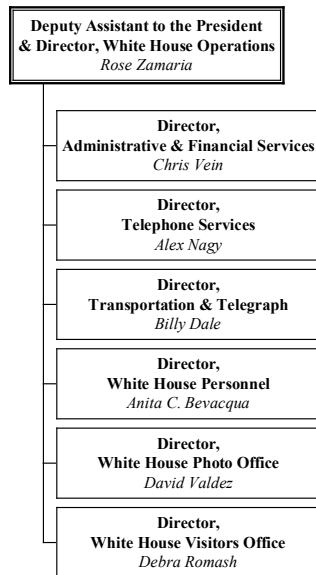 Deputy Assistant to the President
& Director, White House Operations
Rose Zamaria
Director,
Administrative & Financial Services
Chris Vein
Director,
Telephone Services
Alex Nagy
Director,
Transportation & Telegraph
Billy Dale
Director,
White House Personnel
Anita C. Bevacqua
Director,
White House Photo Office
David Valdez
Director,
White House Visitors Office
Debra Romash